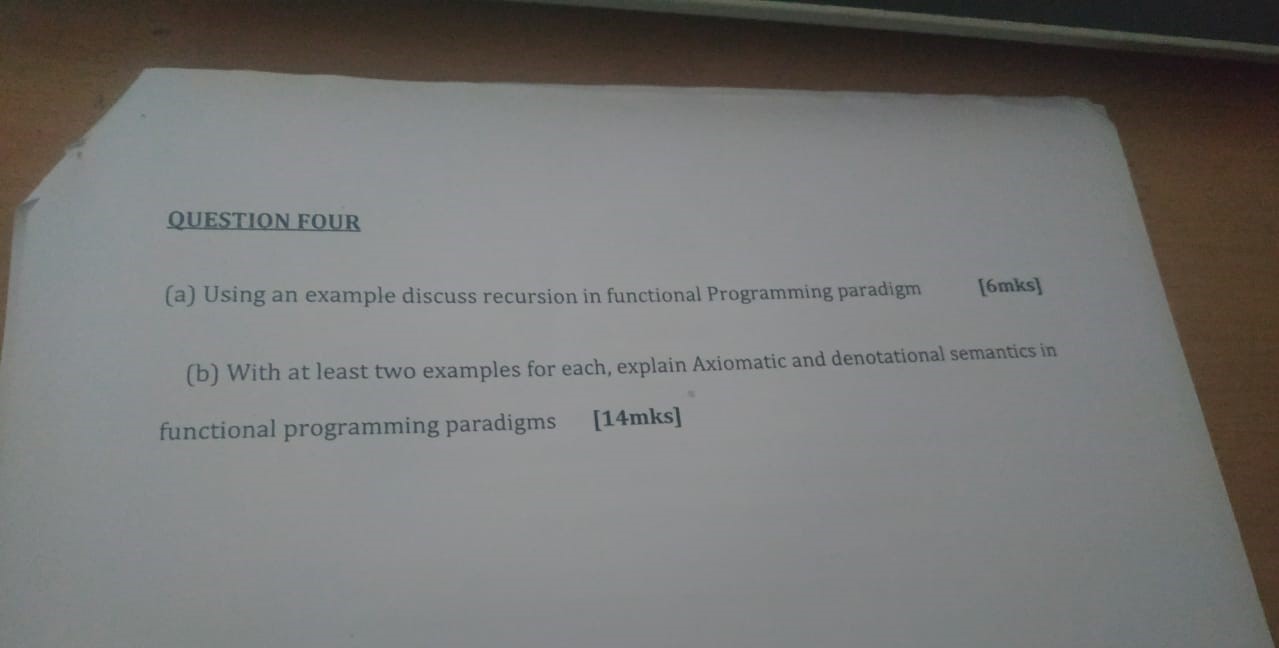 QUESTION FOUR
(a) Using an example discuss recursion in functional Programming paradigm [6mks]
(b) With at least two examples for each, explain Axiomatic and denotational semantics in
functional programming paradigms [14mks]